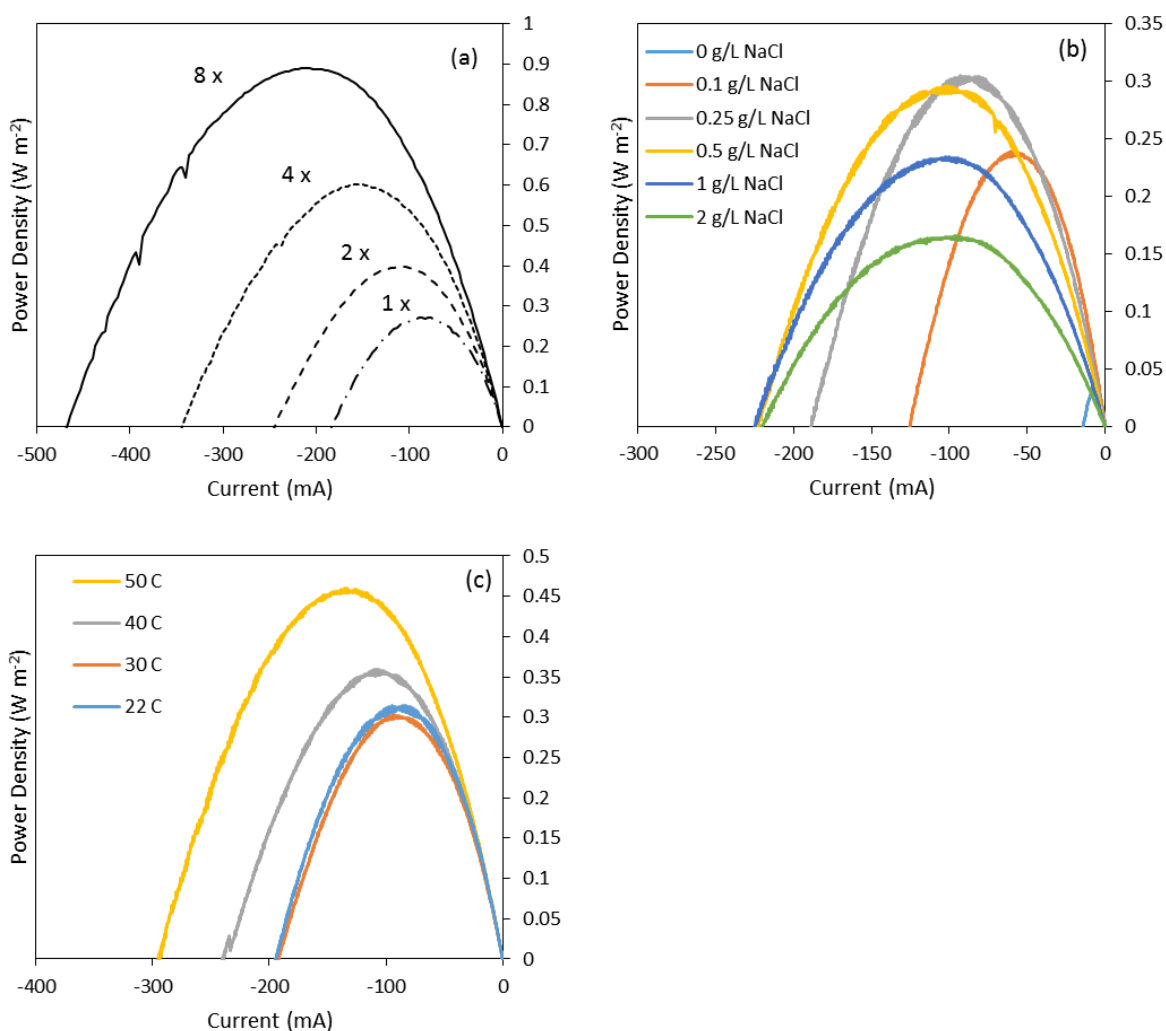 (a)
8 x
4 x
2 x
1 x
1
0.9
0.8
0.7
0.6
0.5
0.4
0.3
0.2
0.1
0
Power Density (W m⁻²)
-500
-400
-300
-200
-100
0
Current (mA)
(b)
0 g/L NaCl
0.1 g/L NaCl
0.25 g/L NaCl
0.5 g/L NaCl
1 g/L NaCl
2 g/L NaCl
0.35
0.3
0.25
0.2
0.15
0.1
0.05
0
Power Density (W m⁻²)
-300
-250
-200
-150
-100
-50
0
Current (mA)
(c)
50 C
40 C
30 C
22 C
0.5
0.45
0.4
0.35
0.3
0.25
0.2
0.15
0.1
0.05
0
Power Density (W m⁻²)
-400
-300
-200
-100
0
Current (mA)